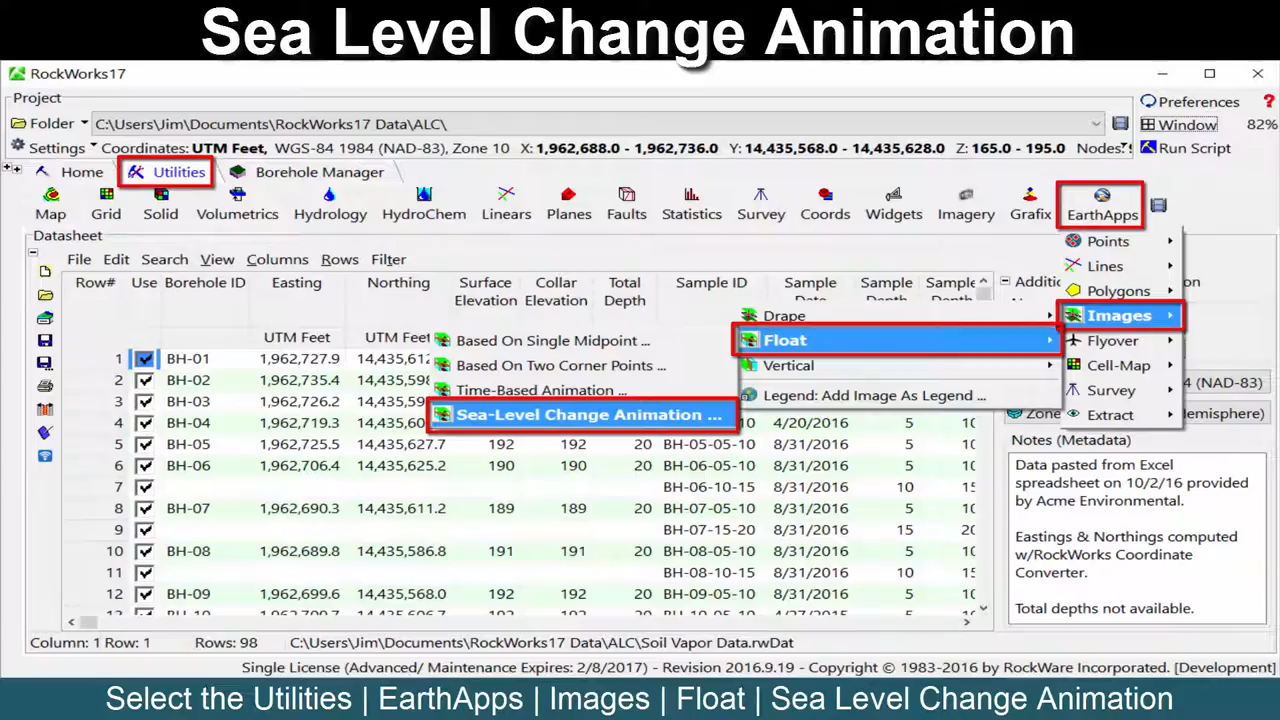 Sea Level Change Animation
RockWorks17
Project
Folder C:\Users\Jim\Documents\RockWorks17 Data\ALC\
Preferences ?
Window 82%
Settings Coordinates: UTM Feet, WGS-84 1984 (NAD-83), Zone 10 X: 1,962,688.0 - 1,962,736.0 Y: 14,435,568.0 - 14,435,628.0 Z: 165.0 - 195.0 Nodes:
Run Script
Home Utilities Borehole Manager
Map Grid Solid Volumetrics Hydrology HydroChem Linears Planes Faults Statistics Survey Coords Widgets Imagery Grafix EarthApps
Datasheet
File Edit Search View Columns Rows Filter
Row# Use Borehole ID Easting Northing Surface Elevation Collar Elevation Total Depth Sample ID Sample Sample Sample
UTM Feet UTM Feet
Points
Lines
Polygons
Images
Flyover
Cell-Map
Survey
Extract
Drape
Float
Vertical
Legend: Add Image As Legend ...
Based On Single Midpoint ...
Based On Two Corner Points ...
Time-Based Animation ...
Sea-Level Change Animation ...
1 BH-01 1,962,727.9 14,435,612
2 BH-02 1,962,735.4 14,435,598
3 BH-03 1,962,726.2
4 BH-04 1,962,719.3 4/20/2016 5 10
5 BH-05 1,962,725.5 14,435,627.7 192 192 20 BH-05-05-10 8/31/2016 5 10
6 BH-06 1,962,706.4 14,435,625.2 190 190 20 BH-06-05-10 8/31/2016 5 10
7 BH-06-10-15 8/31/2016 10 15
8 BH-07 1,962,690.3 14,435,611.2 189 189 20 BH-07-05-10 8/31/2016 5 10
9 BH-07-15-20 8/31/2016 15 20
10 BH-08 1,962,689.8 14,435,586.8 191 191 20 BH-08-05-10 8/31/2016 5 10
11 BH-08-10-15 8/31/2016 10 15
12 BH-09 1,962,699.6 14,435,568.0 192 192 20 BH-09-05-10 8/31/2016 5 10
(NAD-83)
Zone
Notes (Metadata)
Data pasted from Excel
spreadsheet on 10/2/16 provided
by Acme Environmental.
Eastings & Northings computed
w/RockWorks Coordinate
Converter.
Total depths not available.
Column: 1 Row: 1 Rows: 98 C:\Users\Jim\Documents\RockWorks17 Data\ALC\Soil Vapor Data.rwDat
Single License (Advanced/ Maintenance Expires: 2/8/2017) - Revision 2016.9.19 - Copyright © 1983-2016 by RockWare Incorporated. [Development]
Select the Utilities | EarthApps | Images | Float | Sea Level Change Animation